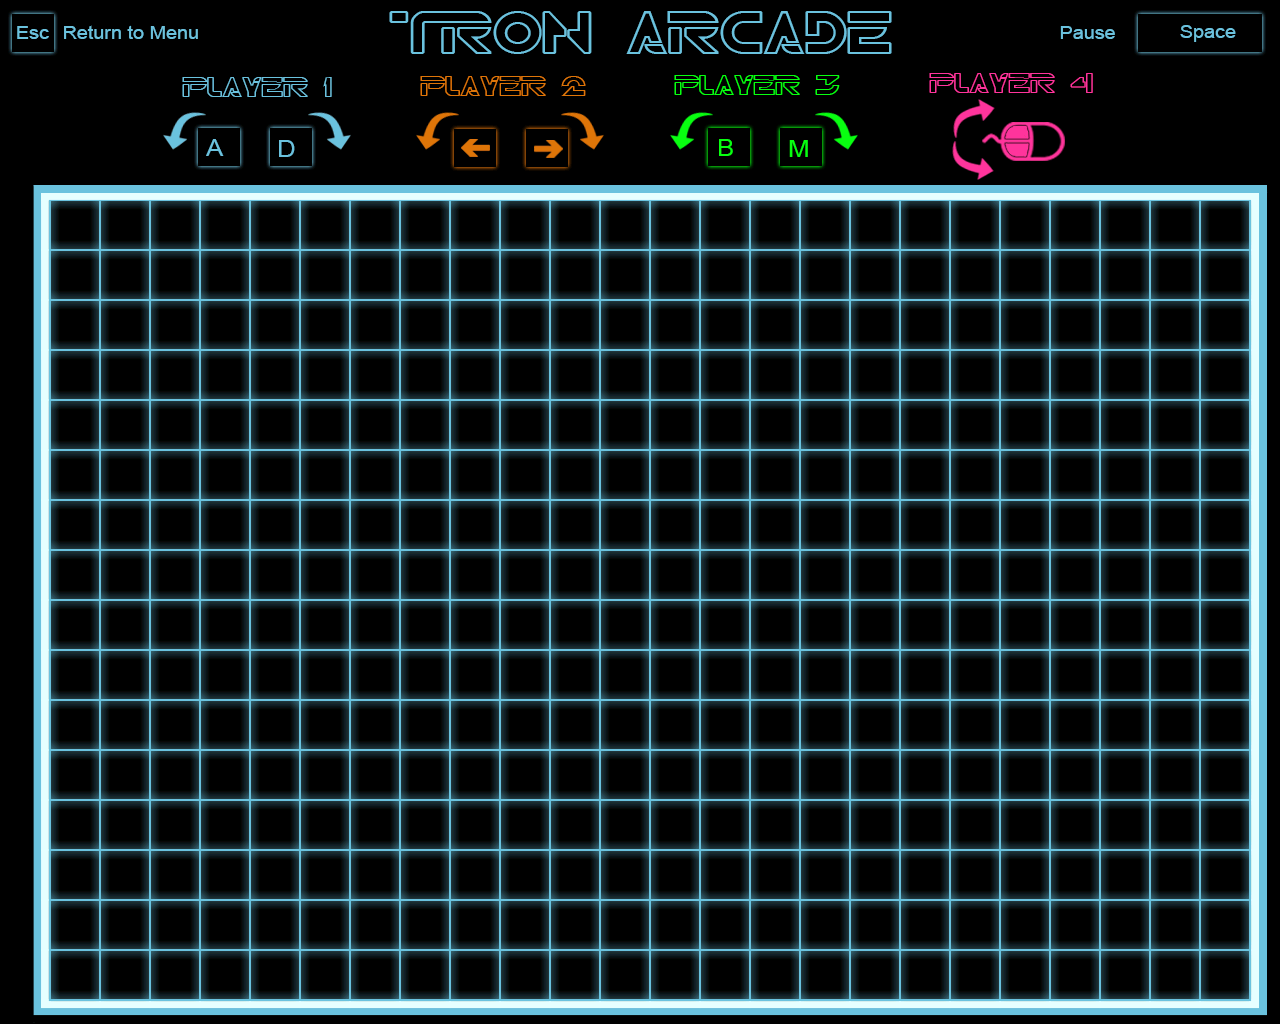 Esc Return to Menu TRON ARCADE Pause Space
PLAYER 1 PLAYER 2 PLAYER 3 PLAYER 4
A D B M